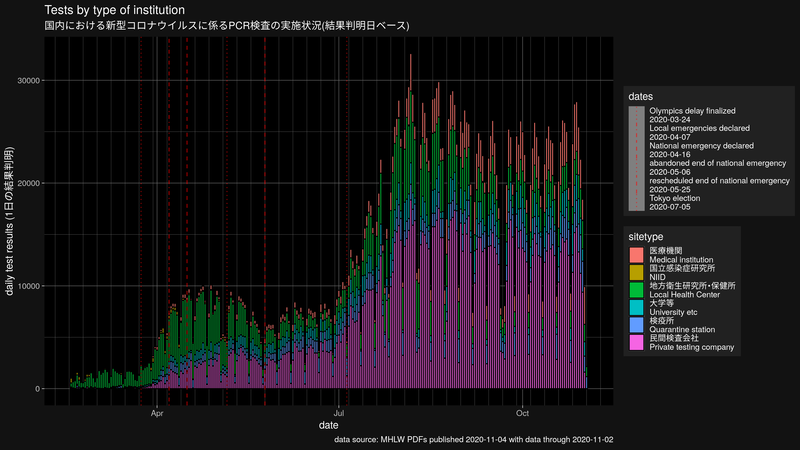 Tests by type of institution
国内における新型コロナウイルスに係るPCR検査の実施状況(結果判明日ベース)
daily test results (1日の結果判明)
30000
20000
10000
0
Apr
Jul
Oct
date
data source: MHLW PDFs published 2020-11-04 with data through 2020-11-02
dates
Olympics delay finalized
2020-03-24
Local emergencies declared
2020-04-07
National emergency declared
2020-04-16
abandoned end of national emergency
2020-05-06
rescheduled end of national emergency
2020-05-25
Tokyo election
2020-07-05
sitetype
医療機関
Medical institution
国立感染症研究所
NIID
地方衛生研究所・保健所
Local Health Center
大学等
University etc
検疫所
Quarantine station
民間検査会社
Private testing company